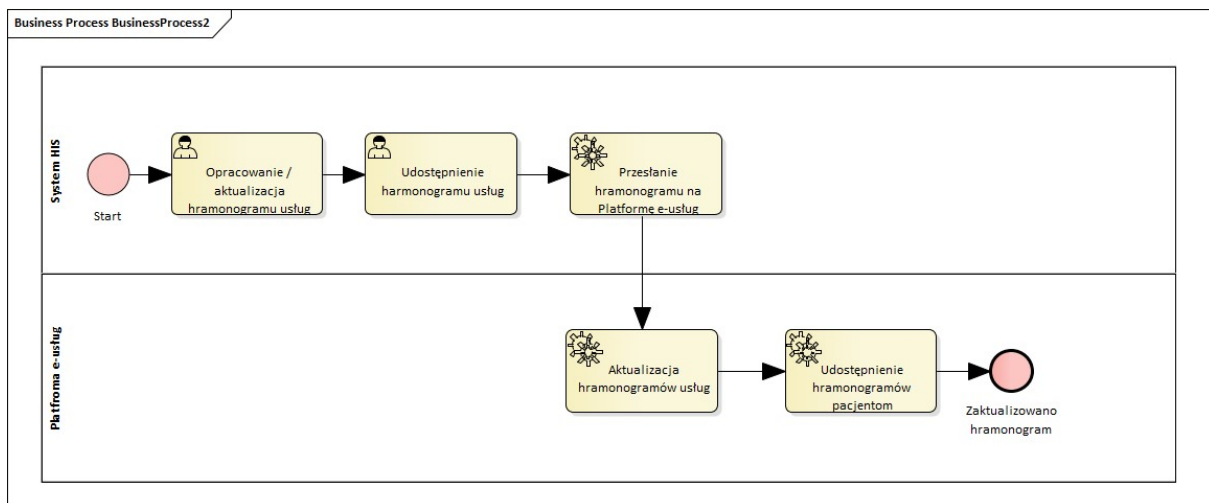 Business Process BusinessProcess2
System HIS
Start
Opracowanie /
aktualizacja
hramonogramu usług
Udostępnienie
harmonogramu usług
Przesłanie
hramonogramu na
Platformę e-usług
Platfroma e-usług
Aktualizacja
hramonogramów usług
Udostępnienie
hramonogramów
pacjentom
Zaktualizowano
hramonogram